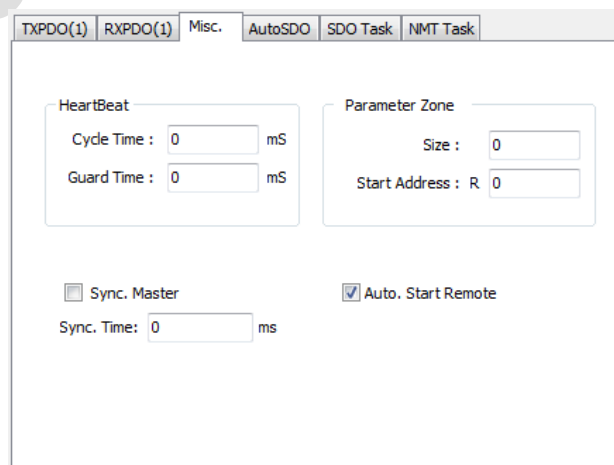 TXPDO(1) RXPDO(1) Misc. AutoSDO SDO Task NMT Task
HeartBeat
Cycle Time : 0 mS
Guard Time : 0 mS
Parameter Zone
Size : 0
Start Address : R 0
Sync. Master
Sync. Time: 0 ms
Auto. Start Remote